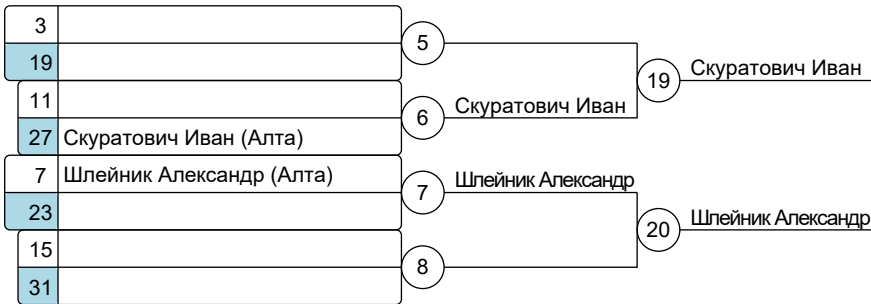 3
5
19
Скуратович Иван
19
11
6
Скуратович Иван
27 Скуратович Иван (Алта)
7 Шлейник Александр (Алта)
7
Шлейник Александр
23
20
Шлейник Александр
15
8
31